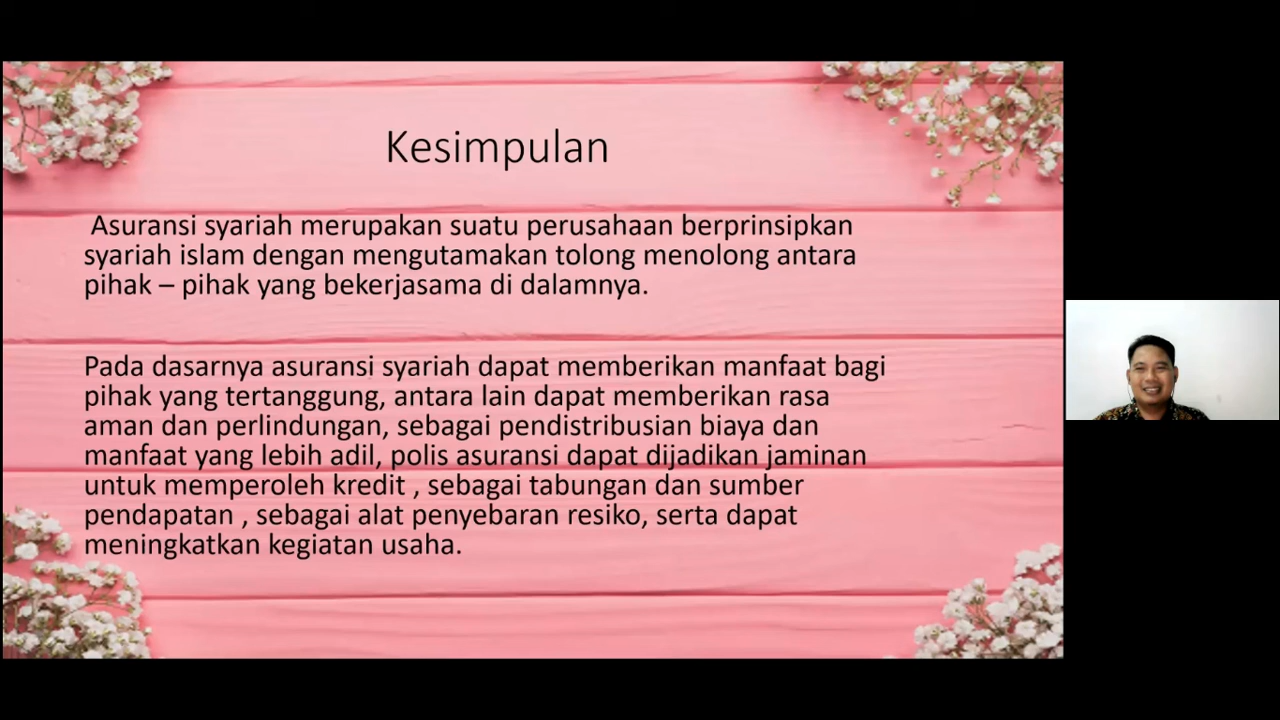 Kesimpulan
Asuransi syariah merupakan suatu perusahaan berprinsipkan
syariah islam dengan mengutamakan tolong menolong antara
pihak – pihak yang bekerjasama di dalamnya.
Pada dasarnya asuransi syariah dapat memberikan manfaat bagi
pihak yang tertanggung, antara lain dapat memberikan rasa
aman dan perlindungan, sebagai pendistribusian biaya dan
manfaat yang lebih adil, polis asuransi dapat dijadikan jaminan
untuk memperoleh kredit , sebagai tabungan dan sumber
pendapatan , sebagai alat penyebaran resiko, serta dapat
meningkatkan kegiatan usaha.